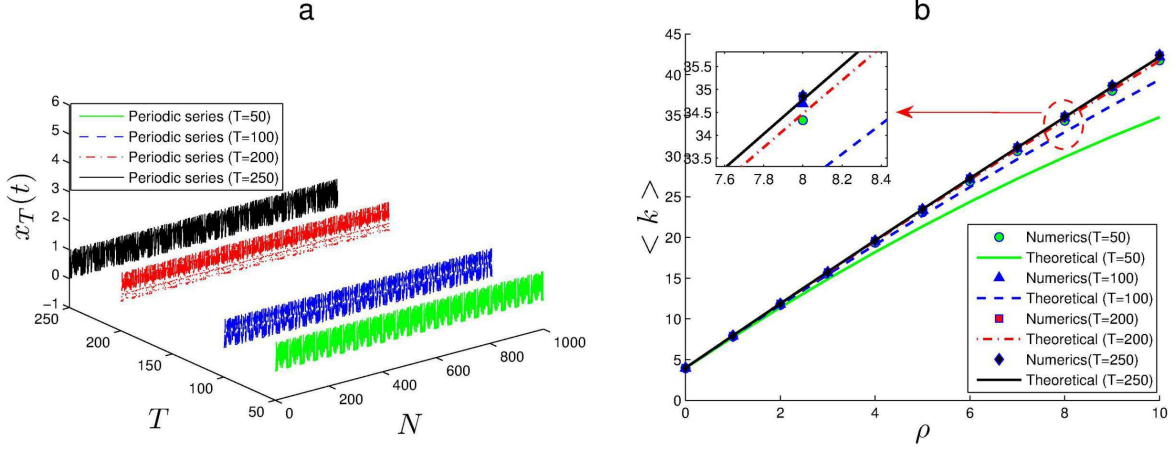 a
6
5
4
3
2
1
0
−1
x_T(t)
Periodic series (T=50)
Periodic series (T=100)
Periodic series (T=200)
Periodic series (T=250)
250
200
150
100
50
T
0
200
400
600
800
1000
N
b
45
40
35
30
25
20
15
10
5
0
< k >
35.5
35
34.5
34
33.5
7.6
7.8
8
8.2
8.4
Numerics(T=50)
Theoretical (T=50)
Numerics(T=100)
Theoretical (T=100)
Numerics(T=200)
Theoretical (T=200)
Numerics(T=250)
Theoretical (T=250)
0
2
4
6
8
10
ρ